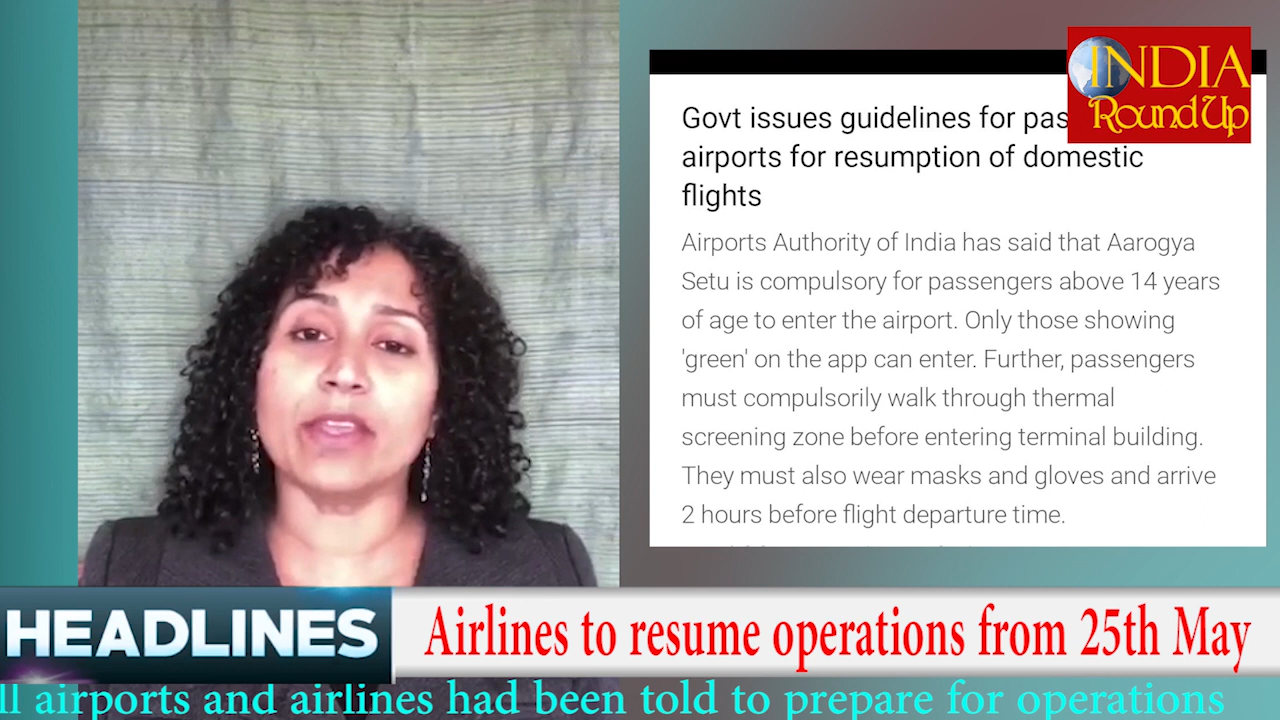 INDIA
Round Up
Govt issues guidelines for pas
airports for resumption of domestic
flights
Airports Authority of India has said that Aarogya
Setu is compulsory for passengers above 14 years
of age to enter the airport. Only those showing
'green' on the app can enter. Further, passengers
must compulsorily walk through thermal
screening zone before entering terminal building.
They must also wear masks and gloves and arrive
2 hours before flight departure time.
HEADLINES
Airlines to resume operations from 25th May
ll airports and airlines had been told to prepare for operations